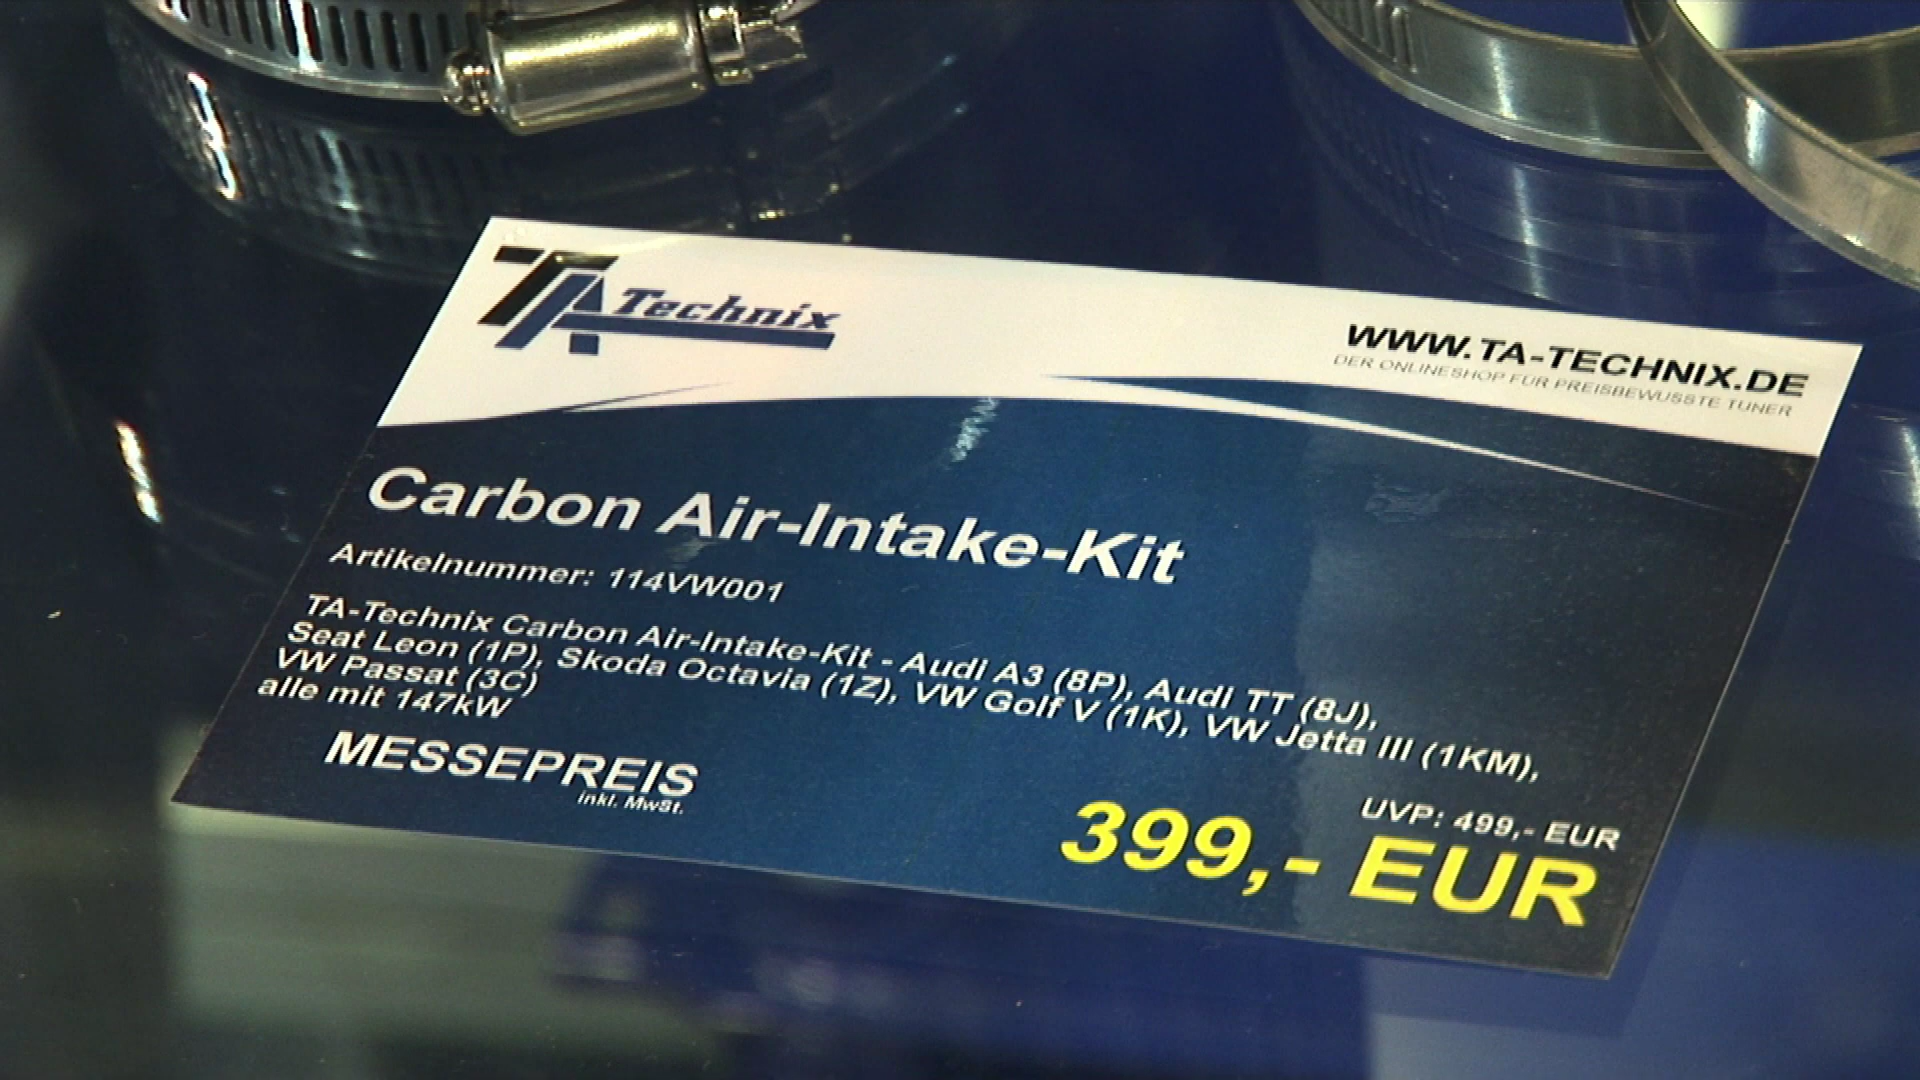 TA Technix
WWW.TA-TECHNIX.DE
DER ONLINESHOP FÜR PREISBEWUSSTE TUNER
Carbon Air-Intake-Kit
Artikelnummer: 114VW001
TA-Technix Carbon Air-Intake-Kit - Audi A3 (8P), Audi TT (8J),
Seat Leon (1P), Skoda Octavia (1Z), VW Golf V (1K), VW Jetta III (1KM),
VW Passat (3C)
alle mit 147kW
MESSEPREIS
inkl. MwSt.
UVP: 499,- EUR
399,- EUR